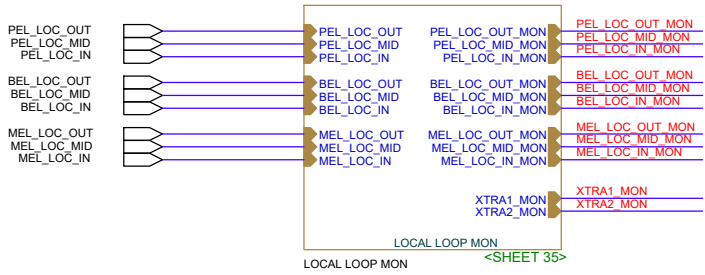 PEL_LOC_OUT PEL_LOC_OUT PEL_LOC_OUT_MON PEL_LOC_OUT_MON
PEL_LOC_MID PEL_LOC_MID PEL_LOC_MID_MON PEL_LOC_MID_MON
PEL_LOC_IN PEL_LOC_IN PEL_LOC_IN_MON PEL_LOC_IN_MON
BEL_LOC_OUT BEL_LOC_OUT BEL_LOC_OUT_MON BEL_LOC_OUT_MON
BEL_LOC_MID BEL_LOC_MID BEL_LOC_MID_MON BEL_LOC_MID_MON
BEL_LOC_IN BEL_LOC_IN BEL_LOC_IN_MON BEL_LOC_IN_MON
MEL_LOC_OUT MEL_LOC_OUT MEL_LOC_OUT_MON MEL_LOC_OUT_MON
MEL_LOC_MID MEL_LOC_MID MEL_LOC_MID_MON MEL_LOC_MID_MON
MEL_LOC_IN MEL_LOC_IN MEL_LOC_IN_MON MEL_LOC_IN_MON
XTRA1_MON XTRA1_MON
XTRA2_MON XTRA2_MON
LOCAL LOOP MON
<SHEET 35>
LOCAL LOOP MON